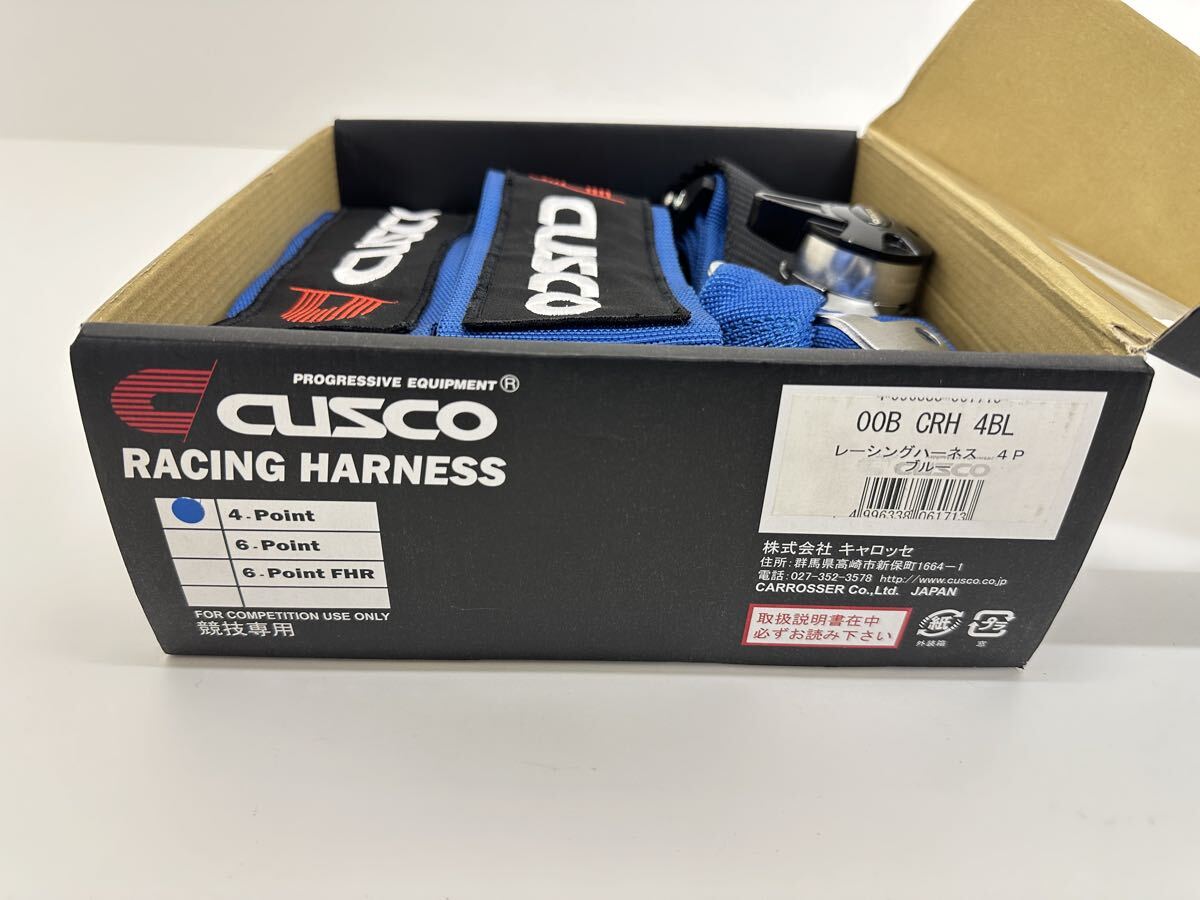 CUSCO
CUSCO
PROGRESSIVE EQUIPMENT®
CUSCO
RACING HARNESS
4-Point
6-Point
6-Point FHR
FOR COMPETITION USE ONLY
競技専用
00B CRH 4BL
レーシングハーネス 4P
ブルー
CUSCO
4 996338 061713
株式会社 キャロッセ
住所:群馬県高崎市新保町1664-1
電話:027-352-3578 http://www.cusco.co.jp
CARROSSER Co.,Ltd. JAPAN
取扱説明書在中
必ずお読み下さい
紙
外装箱
プラ
窓